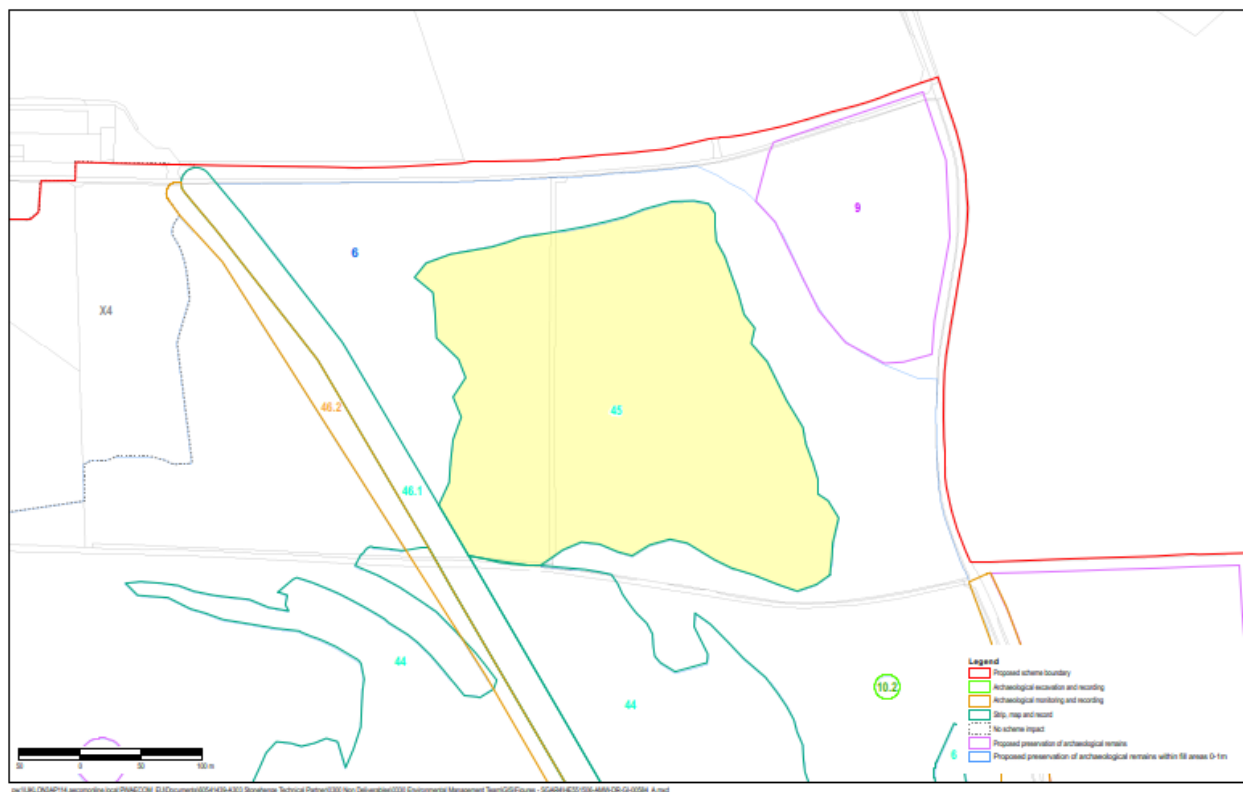 9
6
X4
46.2
45
46.1
44
10.2
44
6
Legend
Proposed scheme boundary
Archaeological excavation and recording
Archaeological monitoring and recording
Strip, map and record
No scheme impact
Proposed preservation of archaeological remains
Proposed preservation of archaeological remains within fill areas 0-1m
50 0 50 100 m